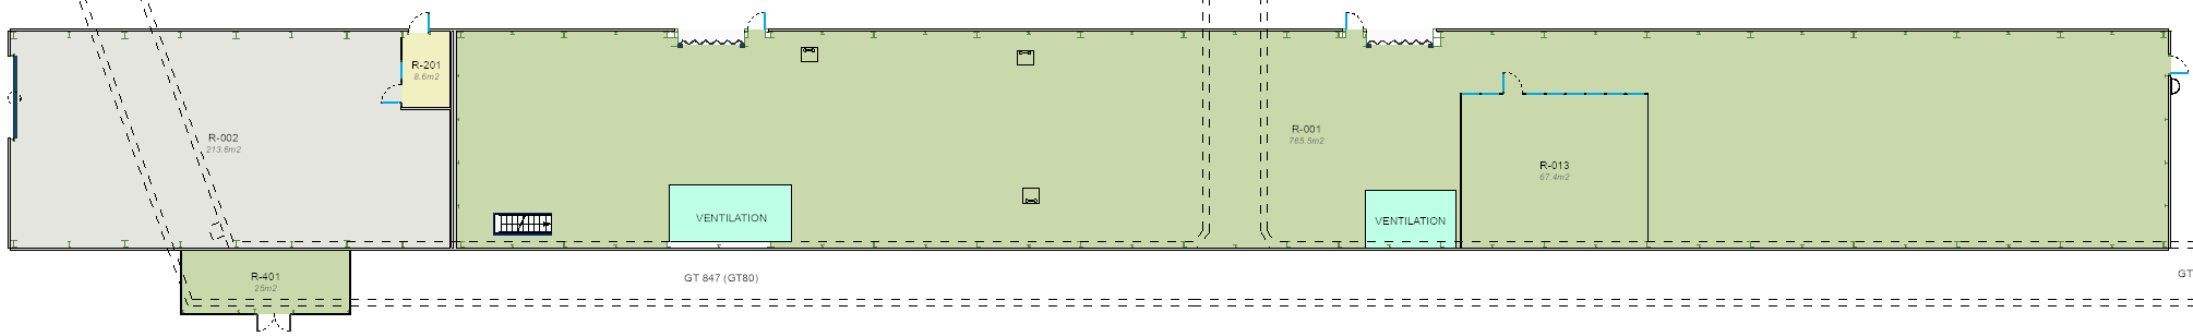 R-201
8.6m2
R-002
213.6m2
R-001
765.5m2
R-013
67.4m2
VENTILATION
VENTILATION
R-401
25m2
GT 847 (GT80)
GT